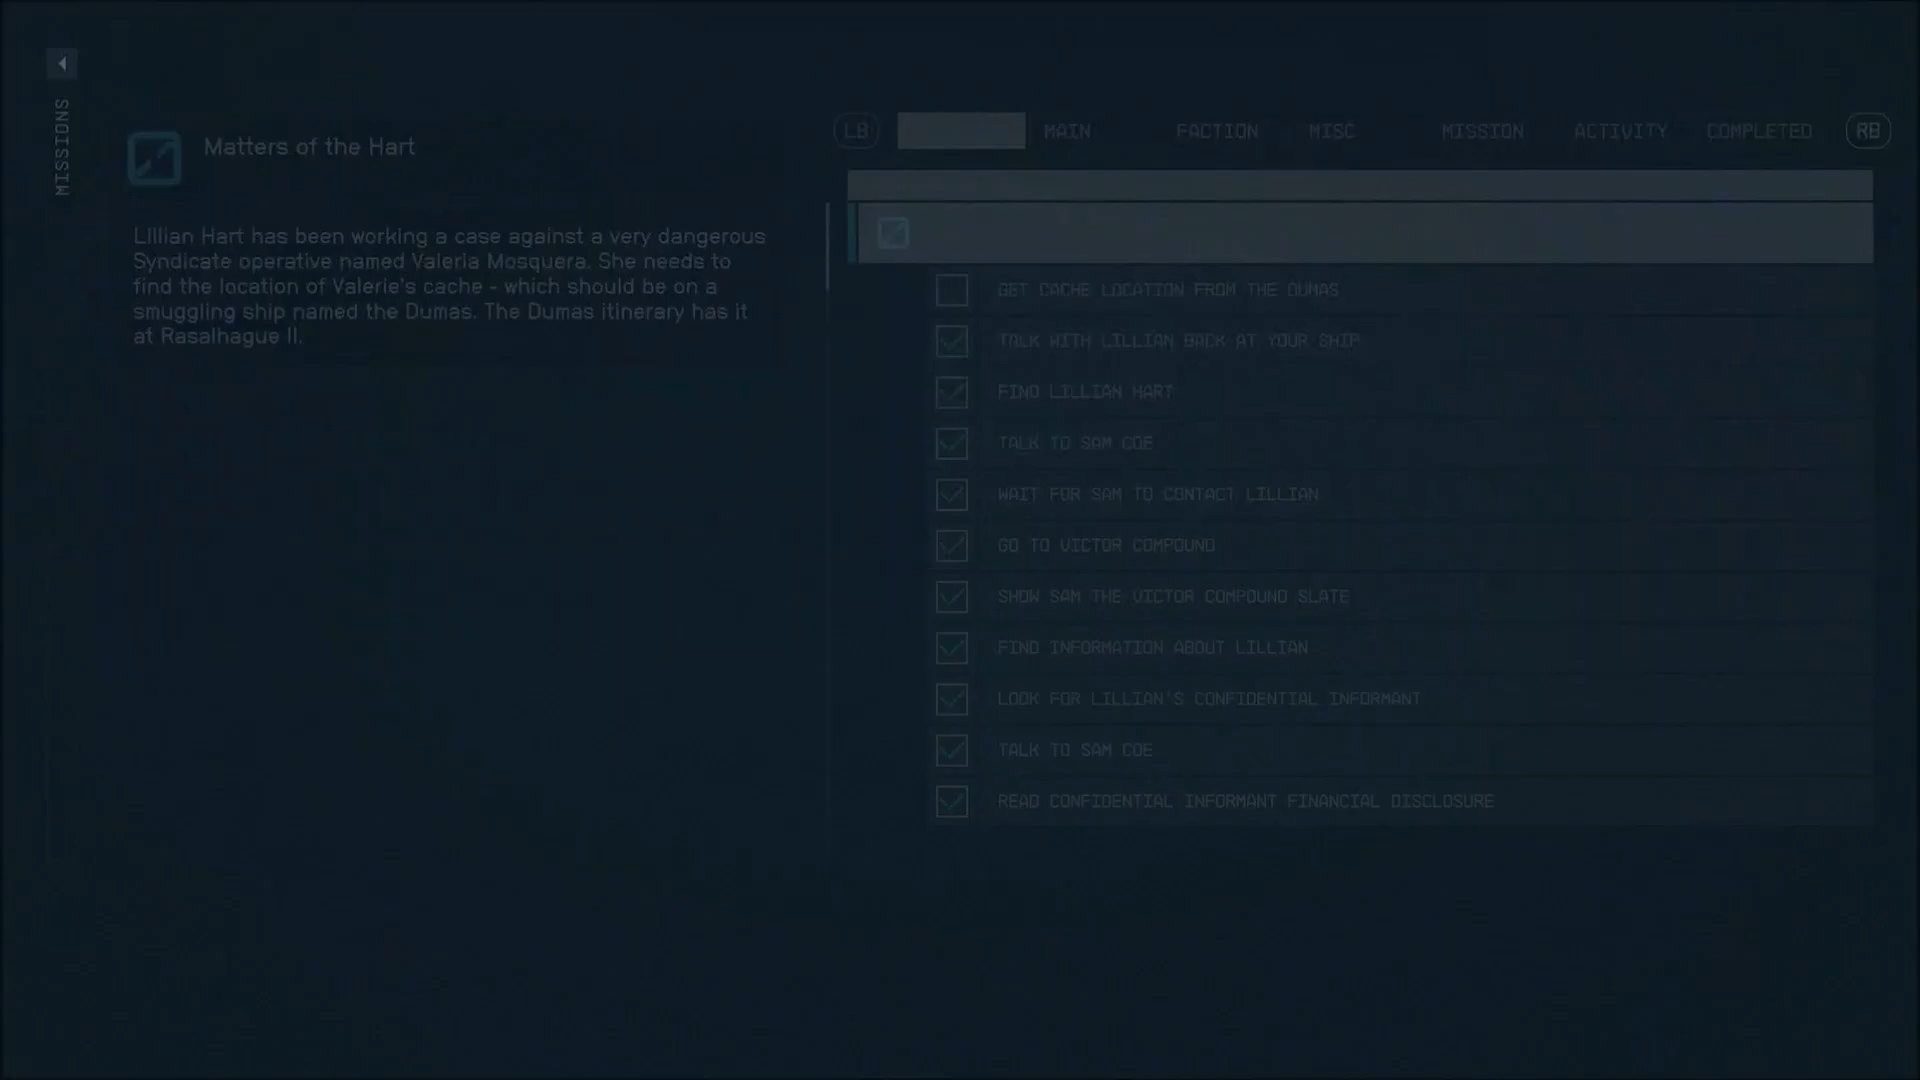 MISSIONS
Matters of the Hart
Lillian Hart has been working a case against a very dangerous
Syndicate operative named Valeria Mosquera. She needs to
find the location of Valerie's cache - which should be on a
smuggling ship named the Dumas. The Dumas itinerary has it
at Rasalhague II.
LB MAIN FACTION MISC MISSION ACTIVITY COMPLETED RB
GET CACHE LOCATION FROM THE DUMAS
TALK WITH LILLIAN BACK AT YOUR SHIP
FIND LILLIAN HART
TALK TO SAM COE
WAIT FOR SAM TO CONTACT LILLIAN
GO TO VICTOR COMPOUND
SHOW SAM THE VICTOR COMPOUND SLATE
FIND INFORMATION ABOUT LILLIAN
LOOK FOR LILLIAN'S CONFIDENTIAL INFORMANT
TALK TO SAM COE
READ CONFIDENTIAL INFORMANT FINANCIAL DISCLOSURE